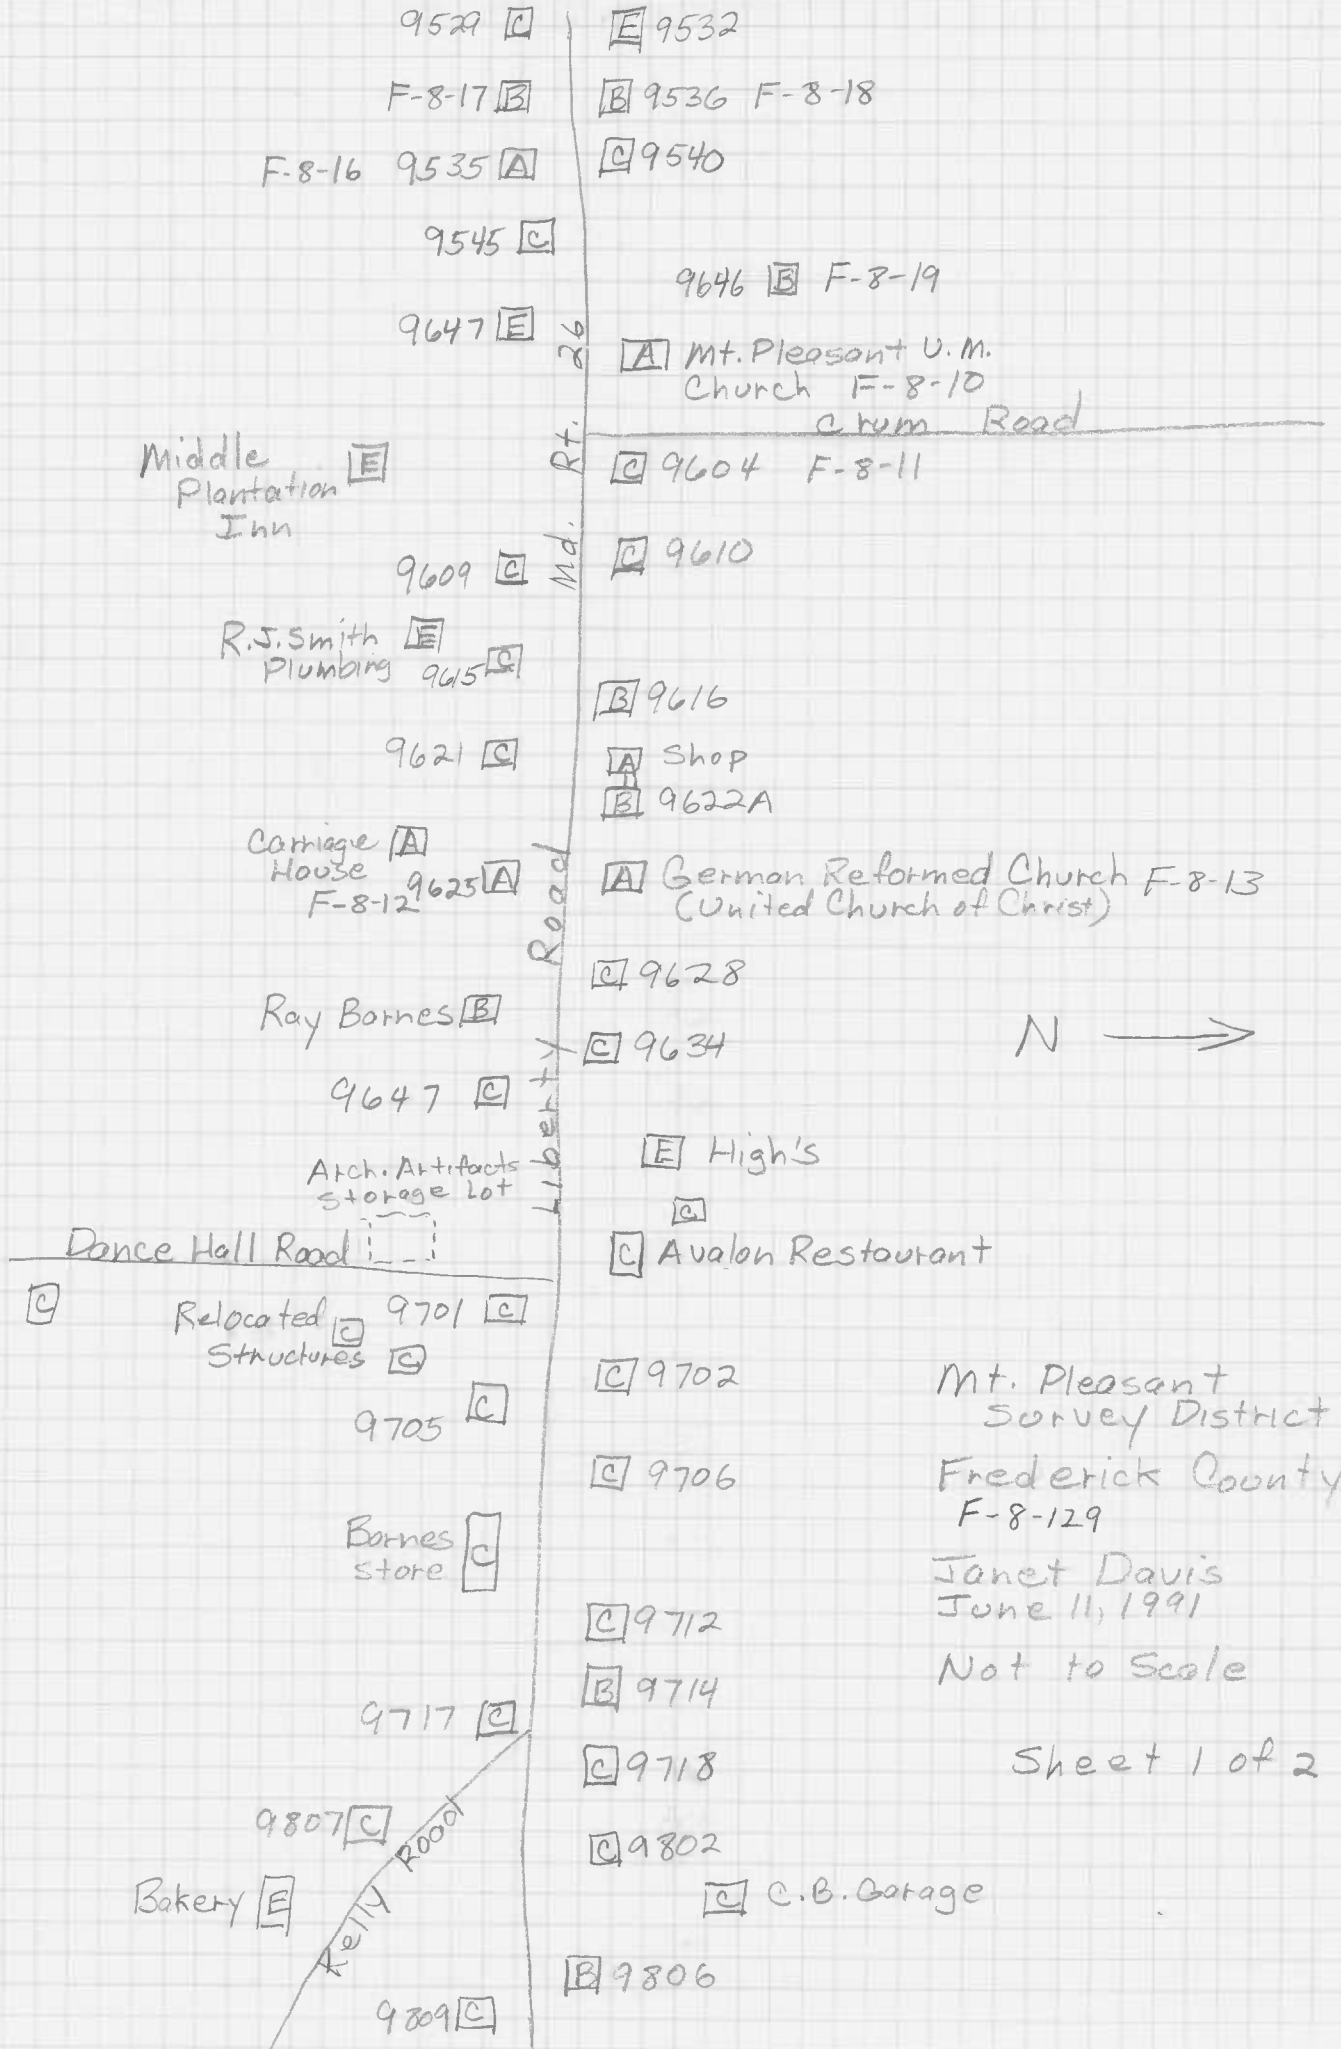 9529 C
E 9532
F-8-17 B
B 9536 F-8-18
F-8-16 9535 A
C 9540
9545 C
9646 B F-8-19
9647 E
A Mt. Pleasant U.M.
Church F-8-10
Crum Road
Middle
Plantation
Inn
E
C 9604 F-8-11
9609 C
C 9610
R.J. Smith
Plumbing
E
9615 C
B 9616
9621 C
A Shop
B 9622A
Carriage
House
F-8-12
A
9625 A
A German Reformed Church F-8-13
(United Church of Christ)
C 9628
Ray Barnes B
C 9634
N
9647 C
Liberty Road Md. Rt. 26
Arch. Artifacts
Storage Lot
E High's
C
Dance Hall Road
C Avalon Restaurant
C
Relocated
Structures
C
C
9701 C
C 9702
9705 C
C 9706
Barnes
Store
C
C 9712
B 9714
9717 C
C 9718
9807 C
Kelly Road
C 9802
Bakery E
C C.B. Garage
B 9806
9809 C
Mt. Pleasant
Survey District
Frederick County
F-8-129
Janet Davis
June 11, 1991
Not to Scale
Sheet 1 of 2